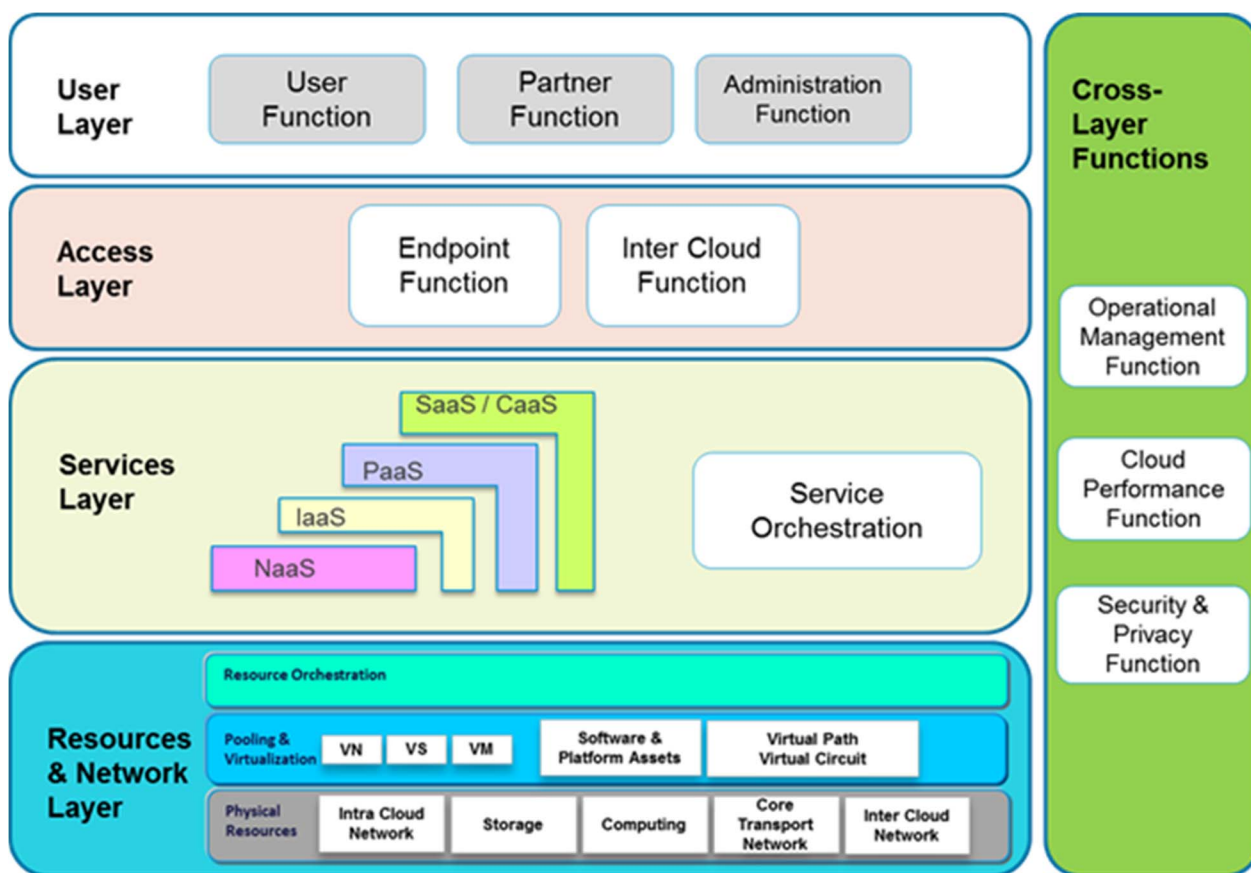 User
Layer
User
Function
Partner
Function
Administration
Function
Access
Layer
Endpoint
Function
Inter Cloud
Function
Services
Layer
SaaS / CaaS
PaaS
IaaS
NaaS
Service
Orchestration
Resources
& Network
Layer
Resource Orchestration
Pooling &
Virtualization
VN
VS
VM
Software &
Platform Assets
Virtual Path
Virtual Circuit
Physical
Resources
Intra Cloud
Network
Storage
Computing
Core
Transport
Network
Inter Cloud
Network
Cross-
Layer
Functions
Operational
Management
Function
Cloud
Performance
Function
Security &
Privacy
Function